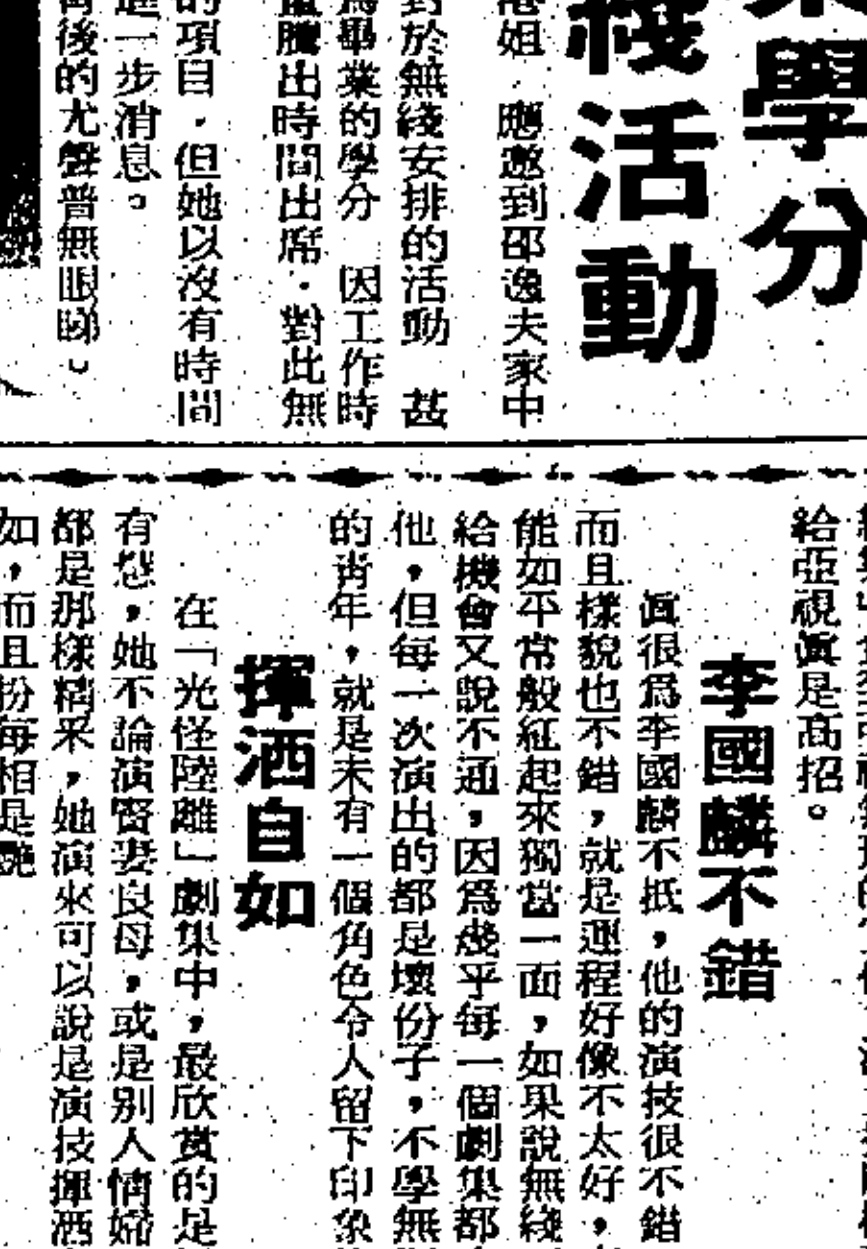 學分
綫活動
港姐．應邀到邵逸夫家中
對於無綫安排的活動　甚
爲畢業的學分　因工作時
騰出時間出席．對此無
的項目．但她以沒有時間
進一步消息。
後的尤聲普無眼睇。
給亞視眞是高招。
李國麟不錯
眞很爲李國麟不抵，他的演技很不錯
而且樣貌也不錯，就是運程好像不太好，
能如平常般紅起來獨當一面，如果說無綫
給機會又說不通，因爲幾乎每一個劇集都
他，但每一次演出的都是壞份子，不學無
的青年，就是未有一個角色令人留下印象
揮洒自如
在「光怪陸離」劇集中，最欣賞的是
有想，她不論演賢妻良母，或是別人情婦
都是那樣精采，她演來可以說是演技揮洒
如，而且扮每相是艷